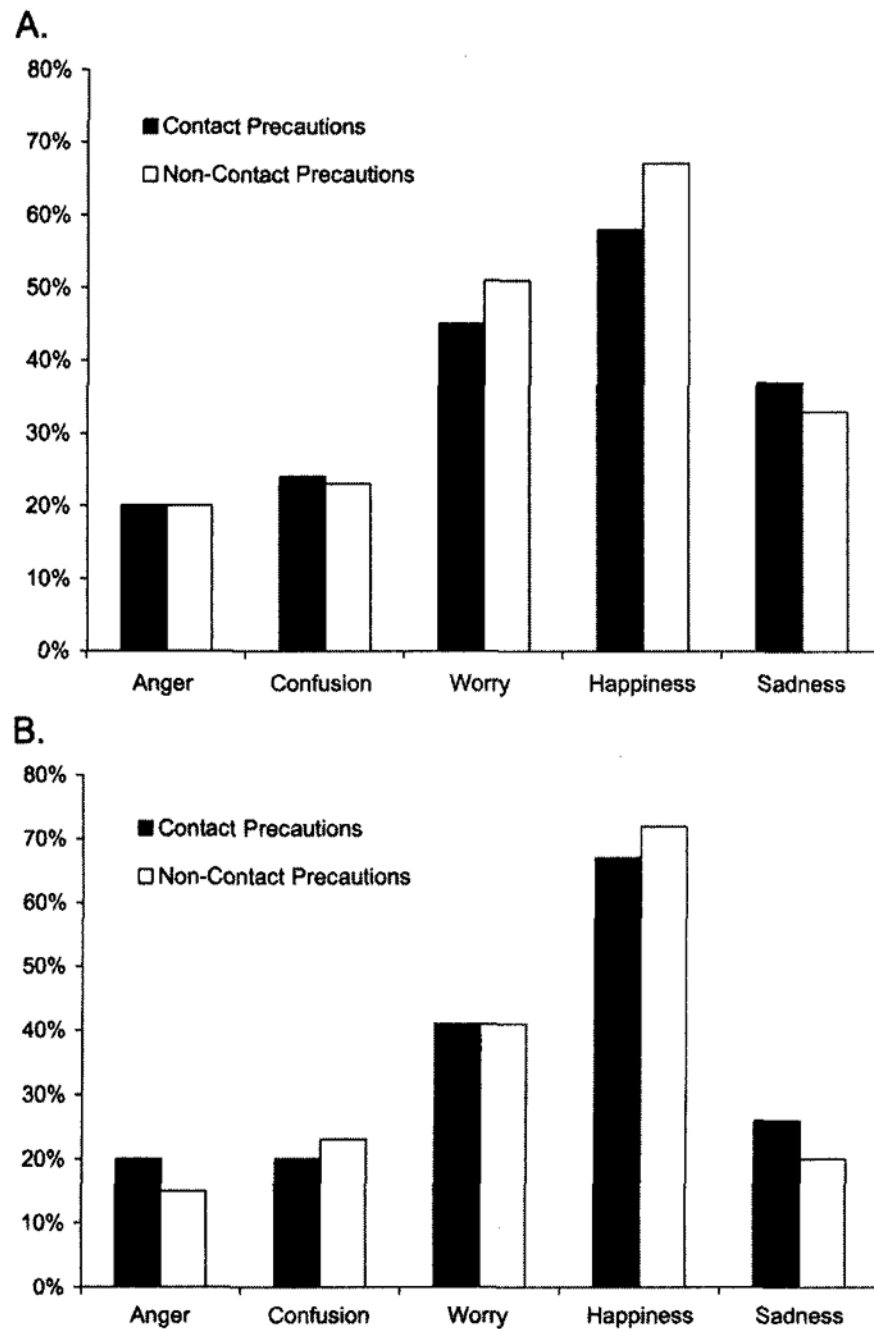 A.
80%
■ Contact Precautions
70%
□ Non-Contact Precautions
60%
50%
40%
30%
20%
10%
0%
Anger Confusion Worry Happiness Sadness
B.
80%
■ Contact Precautions
70%
□ Non-Contact Precautions
60%
50%
40%
30%
20%
10%
0%
Anger Confusion Worry Happiness Sadness